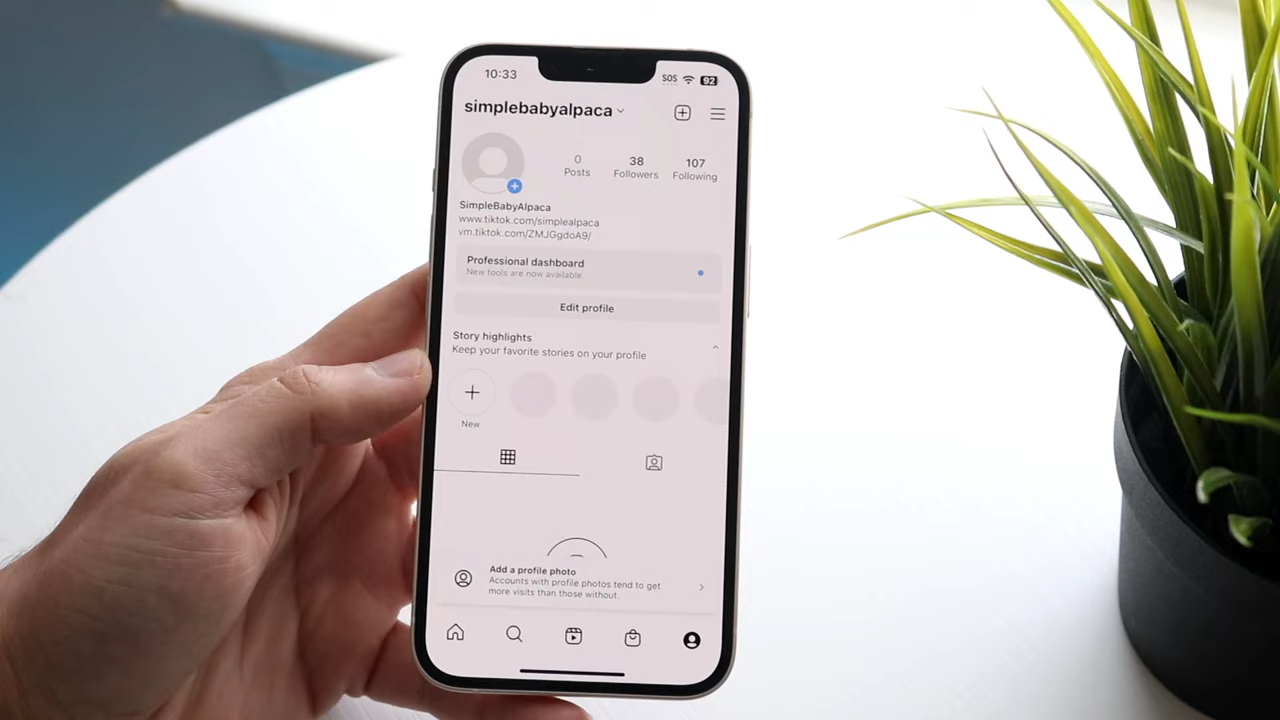 10:33 SOS 92
simplebabyalpaca
0 38 107
Posts Followers Following
SimpleBabyAlpaca
www.tiktok.com/simplealpaca
vm.tiktok.com/ZMJGgdoA9/
Professional dashboard
New tools are now available.
Edit profile
Story highlights
Keep your favorite stories on your profile
New
Add a profile photo
Accounts with profile photos tend to get
more visits than those without.